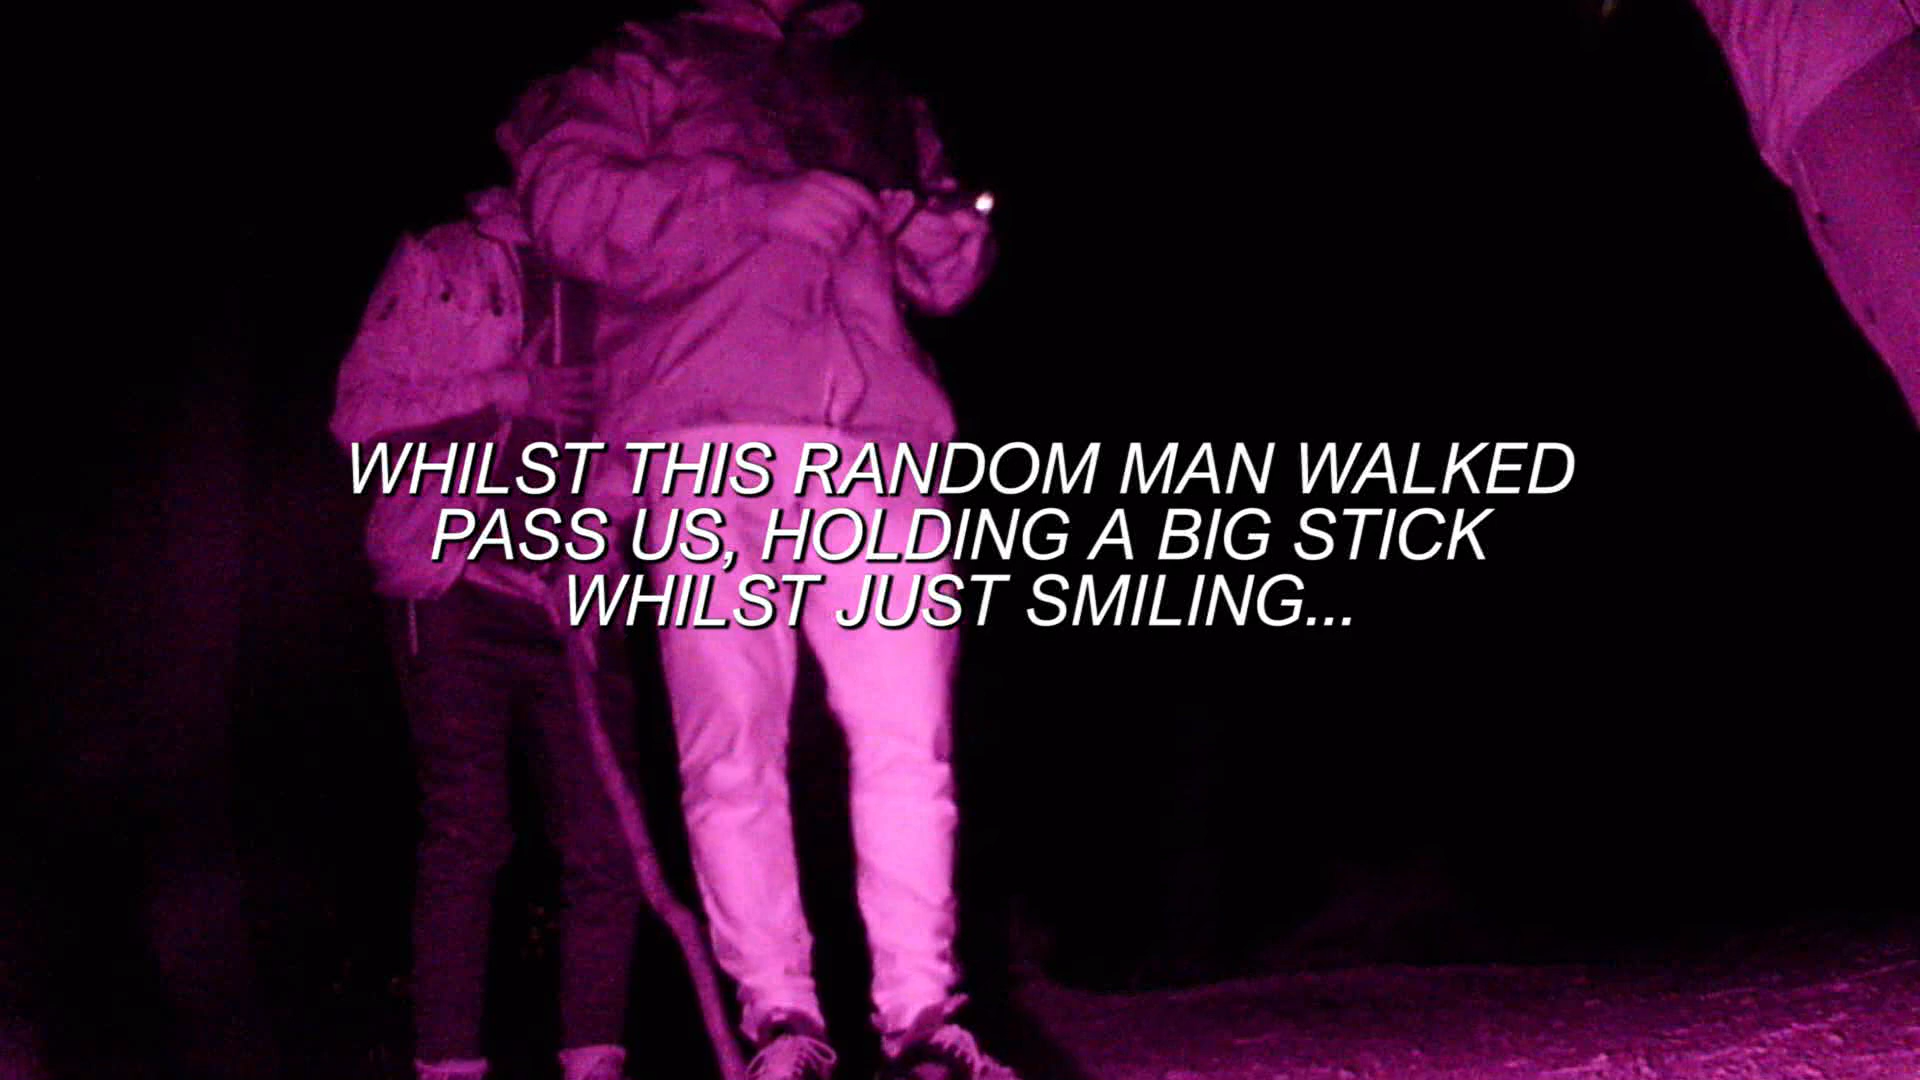 WHILST THIS RANDOM MAN WALKED
PASS US, HOLDING A BIG STICK
WHILST JUST SMILING...